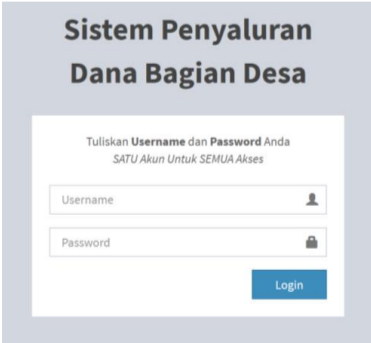 Sistem Penyaluran
Dana Bagian Desa
Tuliskan Username dan Password Anda
SATU Akun Untuk SEMUA Akses
Username
Password
Login